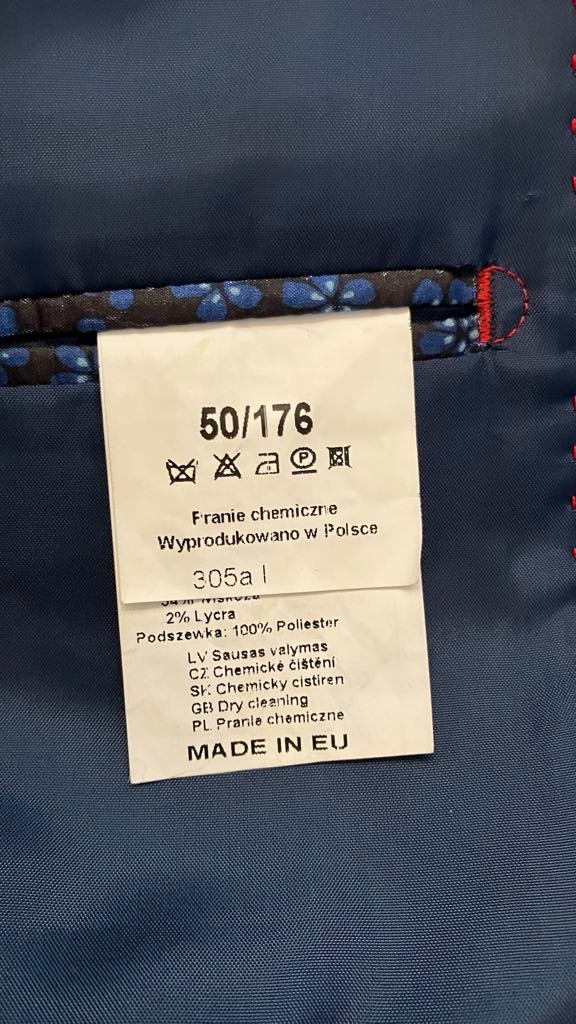 50/176
Pranie chemiczne
Wyprodukowano w Polsce
305a I
2% Lycra
Podszewka: 100% Poliester
LV Sausas valymas
CZ Chemické čištění
SK Chemicky cistiren
GB Dry cleaning
PL Pranie chemiczne
MADE IN EU